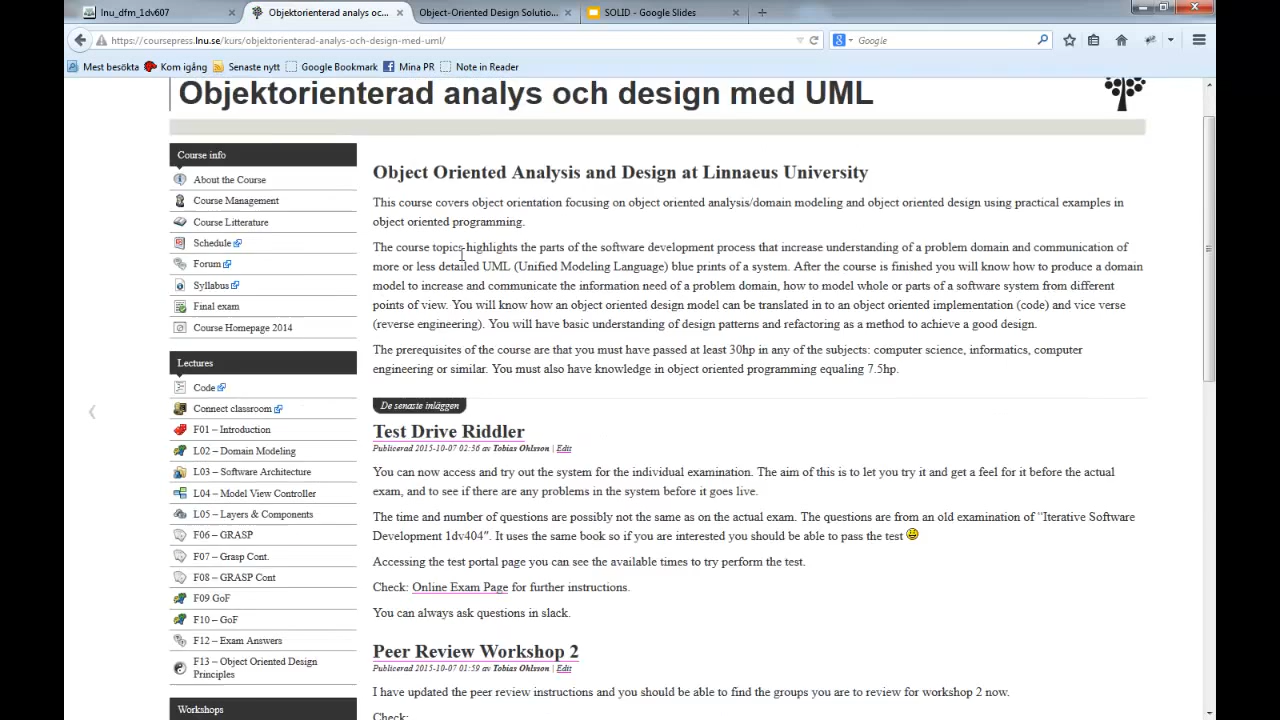 lnu_dfm_1dv607
Objektorienterad analys oc...
Object-Oriented Design Solutio...
SOLID - Google Slides
https://coursepress.lnu.se/kurs/objektorienterad-analys-och-design-med-uml/
Google
Mest besökta
Kom igång
Senaste nytt
Google Bookmark
Mina PR
Note in Reader
Objektorienterad analys och design med UML
Course info
About the Course
Course Management
Course Litterature
Schedule
Forum
Syllabus
Final exam
Course Homepage 2014
Lectures
Code
Connect classroom
F01 – Introduction
L02 – Domain Modeling
L03 – Software Architecture
L04 – Model View Controller
L05 – Layers & Components
F06 – GRASP
F07 – Grasp Cont.
F08 – GRASP Cont
F09 GoF
F10 – GoF
F12 – Exam Answers
F13 – Object Oriented Design
Principles
Workshops
Object Oriented Analysis and Design at Linnaeus University
This course covers object orientation focusing on object oriented analysis/domain modeling and object oriented design using practical examples in
object oriented programming.
The course topics highlights the parts of the software development process that increase understanding of a problem domain and communication of
more or less detailed UML (Unified Modeling Language) blue prints of a system. After the course is finished you will know how to produce a domain
model to increase and communicate the information need of a problem domain, how to model whole or parts of a software system from different
points of view. You will know how an object oriented design model can be translated in to an object oriented implementation (code) and vice verse
(reverse engineering). You will have basic understanding of design patterns and refactoring as a method to achieve a good design.
The prerequisites of the course are that you must have passed at least 30hp in any of the subjects: computer science, informatics, computer
engineering or similar. You must also have knowledge in object oriented programming equaling 7.5hp.
De senaste inläggen
Test Drive Riddler
Publicerad 2015-10-07 02:56 av Tobias Ohlsson | Edit
You can now access and try out the system for the individual examination. The aim of this is to let you try it and get a feel for it before the actual
exam, and to see if there are any problems in the system before it goes live.
The time and number of questions are possibly not the same as on the actual exam. The questions are from an old examination of "Iterative Software
Development 1dv404". It uses the same book so if you are interested you should be able to pass the test
Accessing the test portal page you can see the available times to try perform the test.
Check: Online Exam Page for further instructions.
You can always ask questions in slack.
Peer Review Workshop 2
Publicerad 2015-10-07 01:59 av Tobias Ohlsson | Edit
I have updated the peer review instructions and you should be able to find the groups you are to review for workshop 2 now.
Check: